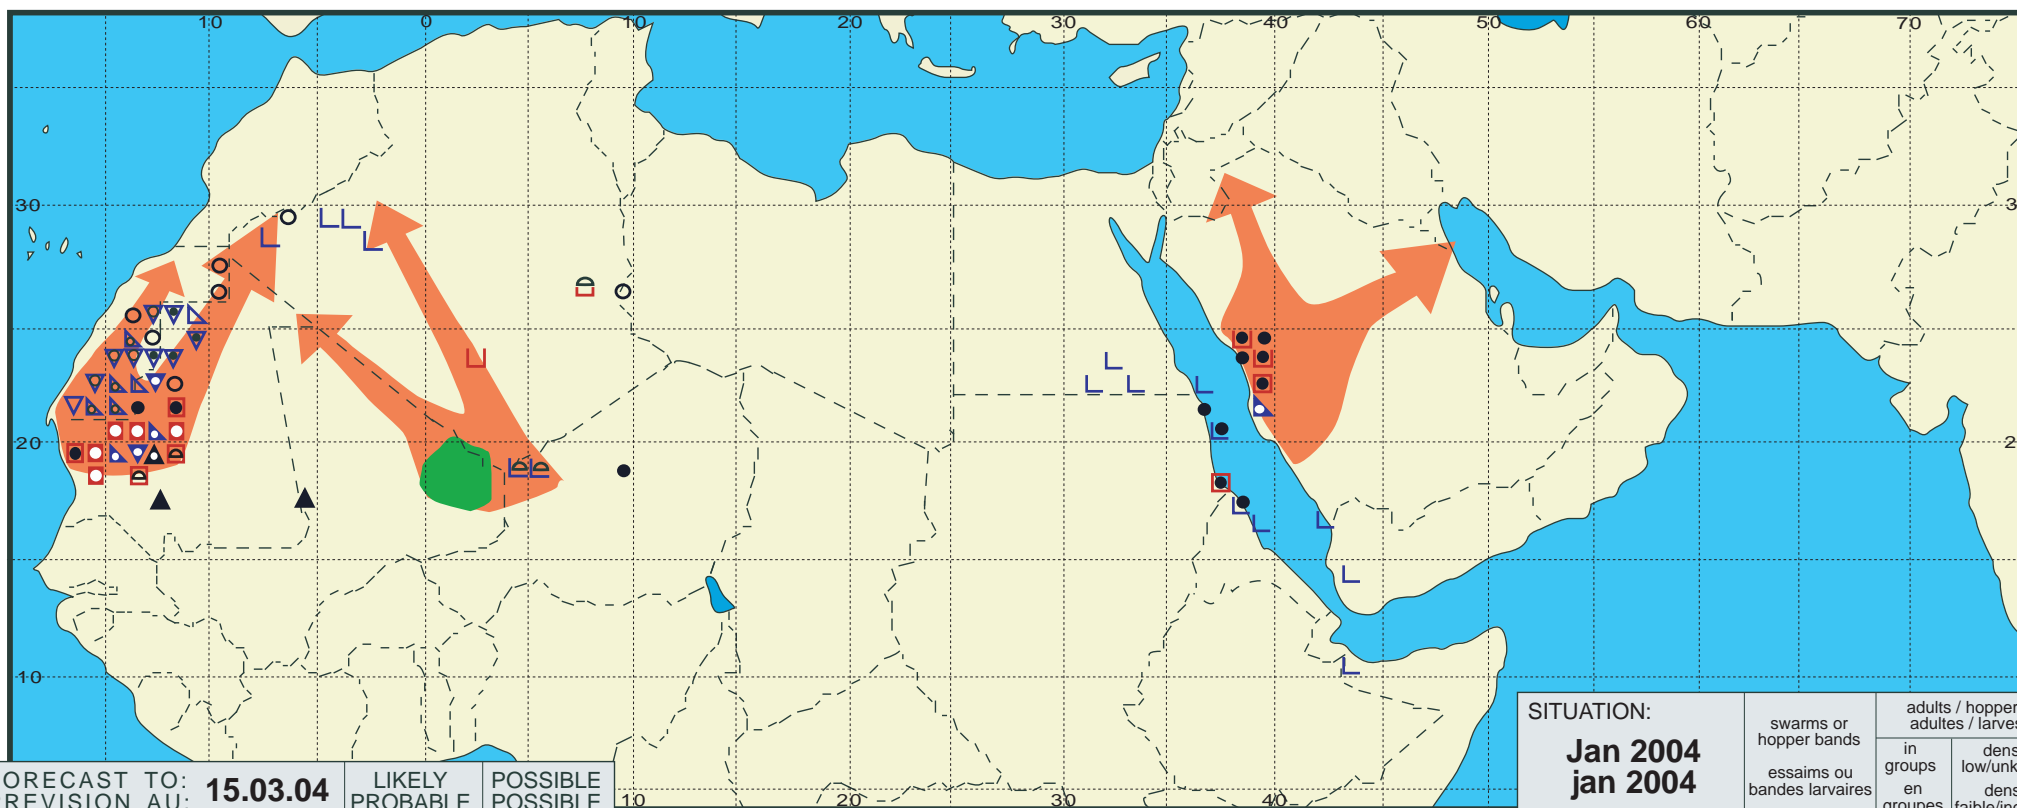 10 0 10 20 30 40 50 60 70
30
20
10
10 20 30 40
ORECAST TO:
REVISION AU:
15.03.04
LIKELY
PROBABLE
POSSIBLE
POSSIBLE
SITUATION:
Jan 2004
jan 2004
swarms or
hopper bands
essaims ou
bandes larvaires
adults / hopper
adultes / larves
in
groups
en
groupes
dens
low/unk
dens